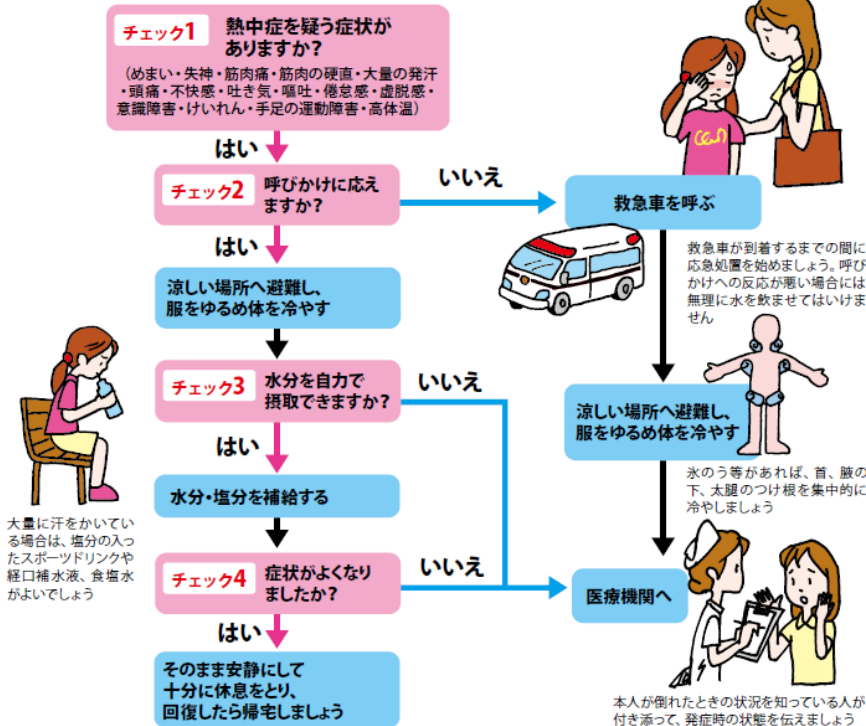 チェック1
熱中症を疑う症状が
ありますか?
(めまい・失神・筋肉痛・筋肉の硬直・大量の発汗
・頭痛・不快感・吐き気・嘔吐・倦怠感・虚脱感・
意識障害・けいれん・手足の運動障害・高体温)
はい
チェック2
呼びかけに応え
ますか?
いいえ
救急車を呼ぶ
救急車が到着するまでの間に
応急処置を始めましょう。呼び
かけへの反応が悪い場合には
無理に水を飲ませてはいけま
せん
はい
涼しい場所へ避難し、
服をゆるめ体を冷やす
チェック3
水分を自力で
摂取できますか?
いいえ
涼しい場所へ避難し、
服をゆるめ体を冷やす
氷のう等があれば、首、腋の
下、太腿のつけ根を集中的に
冷やしましょう
はい
水分・塩分を補給する
大量に汗をかいてい
る場合は、塩分の入っ
たスポーツドリンクや
経口補水液、食塩水
がよいでしょう
チェック4
症状がよくなり
ましたか?
いいえ
医療機関へ
はい
そのまま安静にして
十分に休息をとり、
回復したら帰宅しましょう
本人が倒れたときの状況を知っている人が
付き添って、発症時の状態を伝えましょう